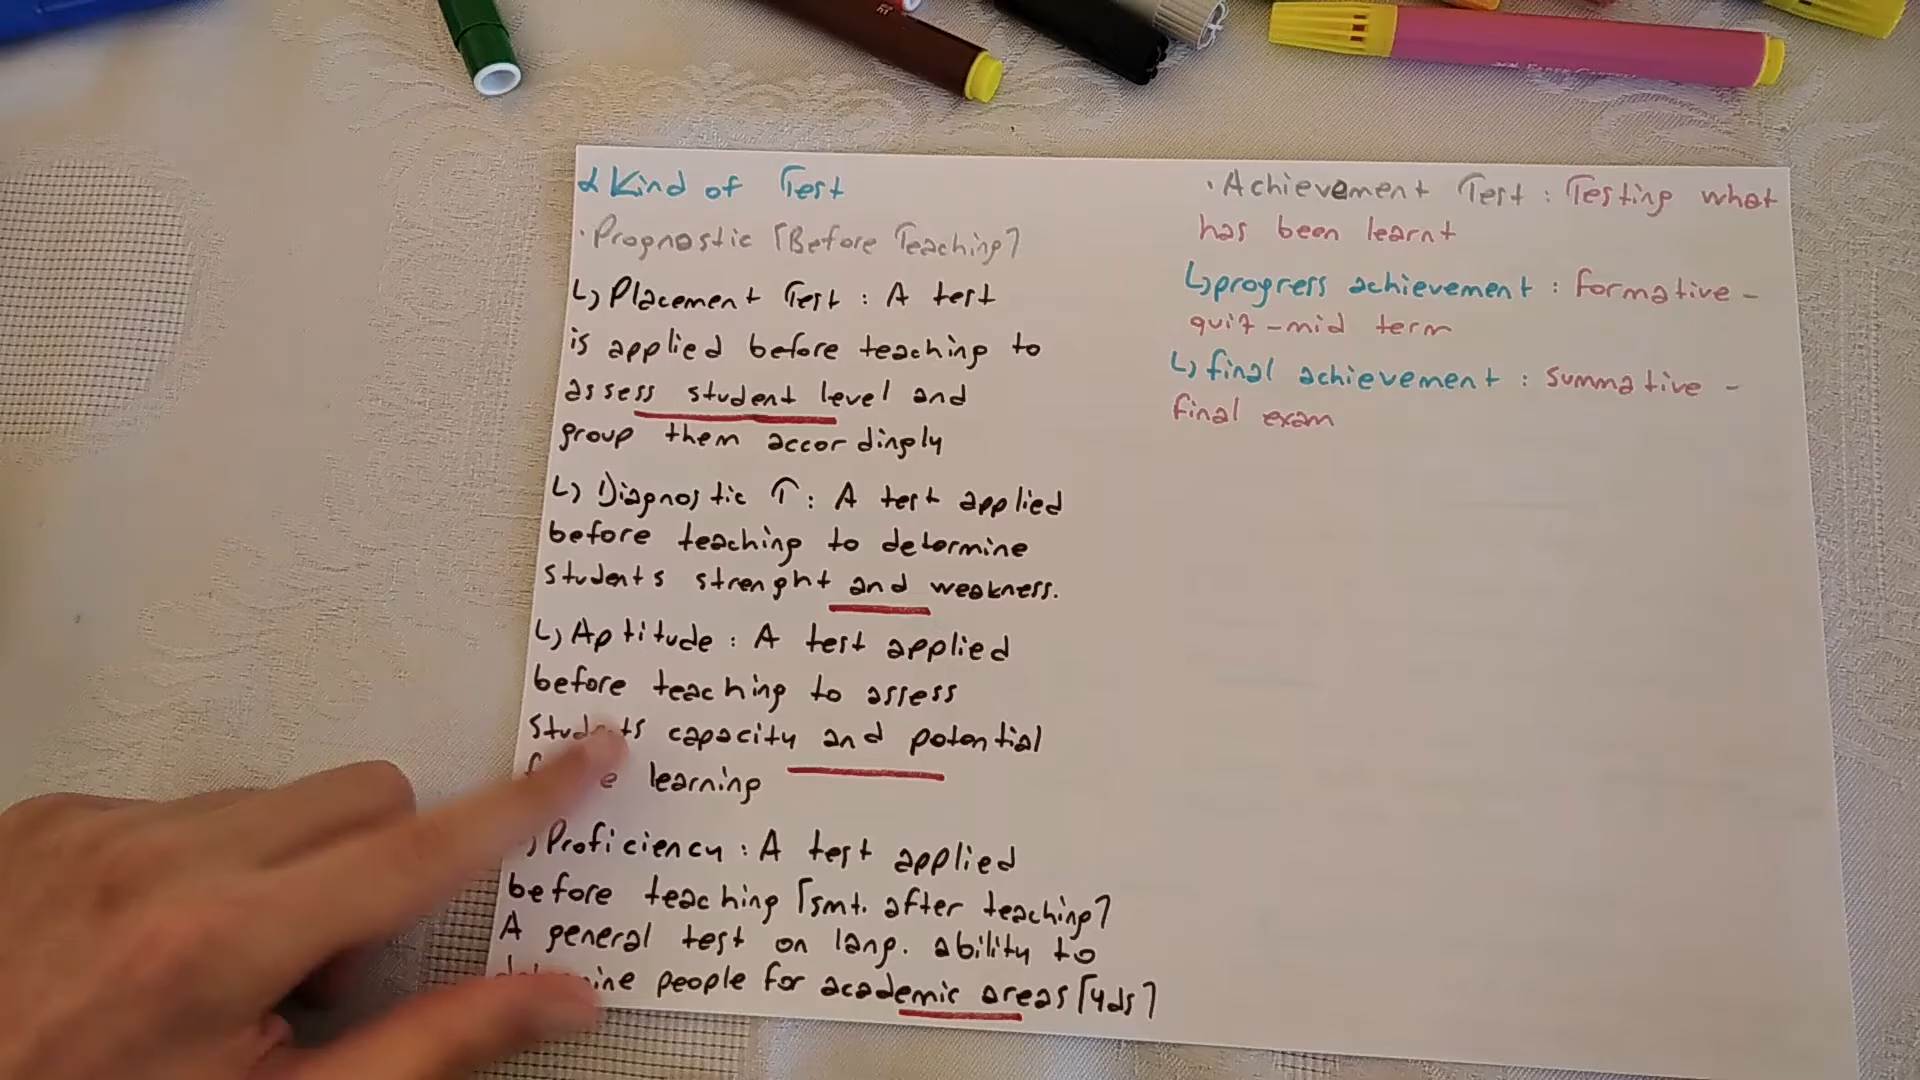 2 Kind of Test
·Prognostic [Before Teaching]
↳ Placement Test : A test
is applied before teaching to
assess student level and
group them accordingly
↳ Diagnostic T : A test applied
before teaching to determine
students strenght and weakness.
↳ Aptitude : A test applied
before teaching to assess
students capacity and potential
learning
Proficiency : A test applied
before teaching [smt. after teaching]
A general test on lang. ability to
people for academic areas [yds]
·Achievement Test : Testing what
has been learnt
↳ progress achievement : formative -
quiz - mid term
↳ final achievement : summative -
final exam